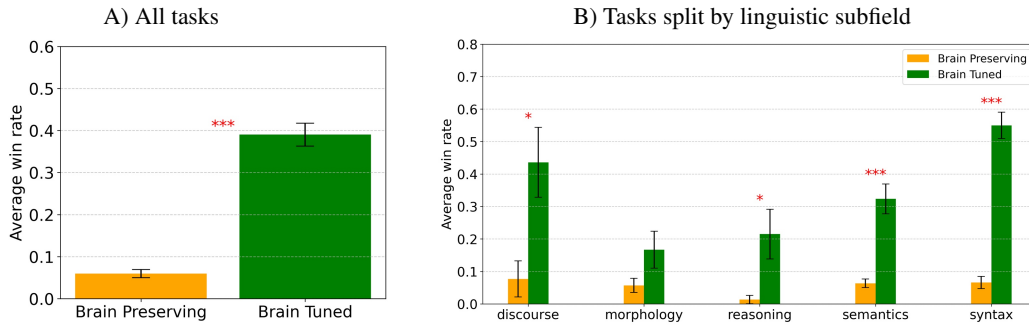 A) All tasks
0.6
0.5
0.4
0.3
0.2
0.1
0.0
Average win rate
***
Brain Preserving
Brain Tuned
B) Tasks split by linguistic subfield
0.8
0.7
0.6
0.5
0.4
0.3
0.2
0.1
0.0
Average win rate
Brain Preserving
Brain Tuned
*
*
***
***
discourse
morphology
reasoning
semantics
syntax